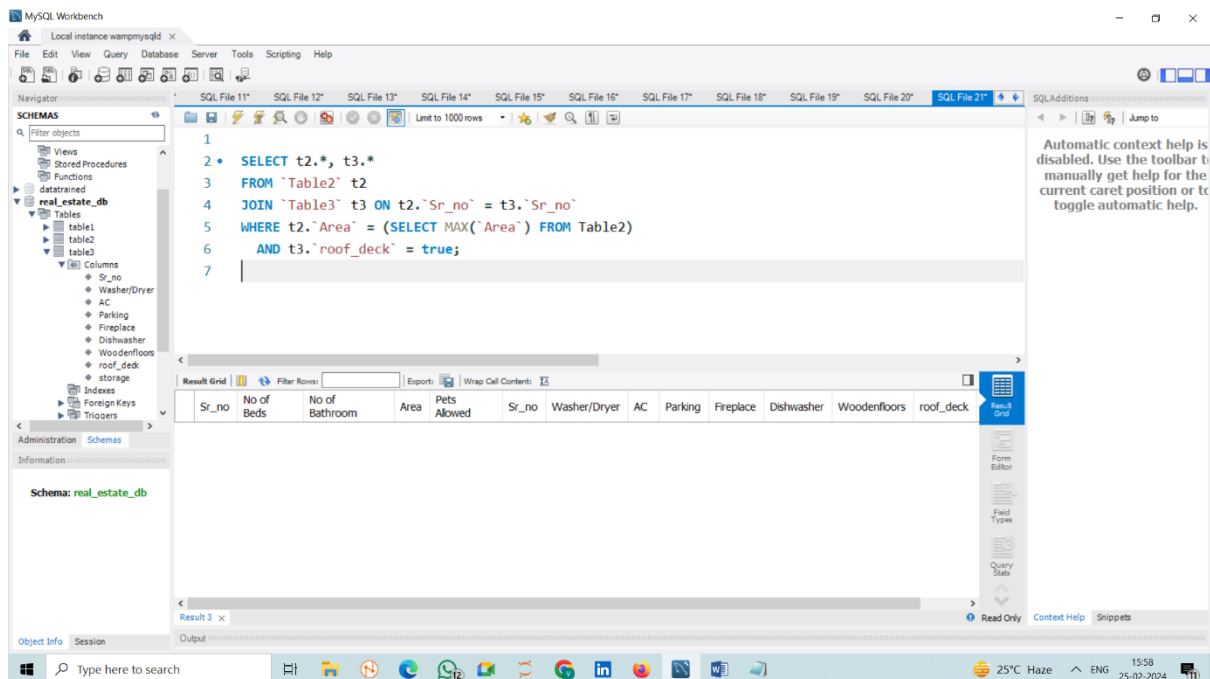 MySQL Workbench
Local instance wampmysqld ×
File Edit View Query Database Server Tools Scripting Help
Navigator
SCHEMAS
Filter objects
Views
Stored Procedures
Functions
datatrained
real_estate_db
Tables
table1
table2
table3
Columns
Sr_no
Washer/Dryer
AC
Parking
Fireplace
Dishwasher
Woodenfloors
roof_deck
storage
Indexes
Foreign Keys
Triggers
Administration Schemas
Information
Schema: real_estate_db
Object Info Session
SQL File 11* SQL File 12* SQL File 13* SQL File 14* SQL File 15* SQL File 16* SQL File 17* SQL File 18* SQL File 19* SQL File 20* SQL File 21*
Limit to 1000 rows
1
2 SELECT t2.*, t3.*
3 FROM `Table2` t2
4 JOIN `Table3` t3 ON t2.`Sr_no` = t3.`Sr_no`
5 WHERE t2.`Area` = (SELECT MAX(`Area`) FROM Table2)
6 AND t3.`roof_deck` = true;
7
Result Grid Filter Rows: Export: Wrap Cell Content:
Sr_no No of Beds No of Bathroom Area Pets Allowed Sr_no Washer/Dryer AC Parking Fireplace Dishwasher Woodenfloors roof_deck
Result Grid
Form Editor
Field Types
Query Stats
Result 3 ×
Read Only
Output
SQLAdditions
Jump to
Automatic context help is
disabled. Use the toolbar
manually get help for the
current caret position or
toggle automatic help.
Context Help Snippets
Type here to search
12
25°C Haze
ENG
15:58
25-02-2024